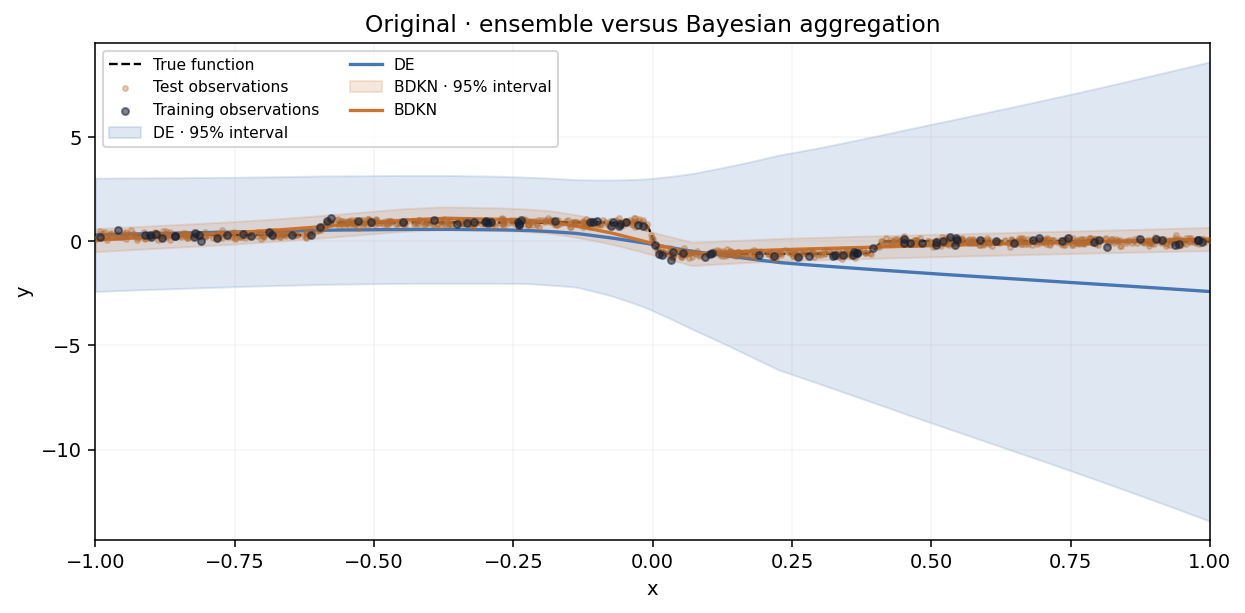 Original · ensemble versus Bayesian aggregation
True function
Test observations
Training observations
DE · 95% interval
DE
BDKN · 95% interval
BDKN
y
5
0
−5
−10
−1.00 −0.75 −0.50 −0.25 0.00 0.25 0.50 0.75 1.00
x